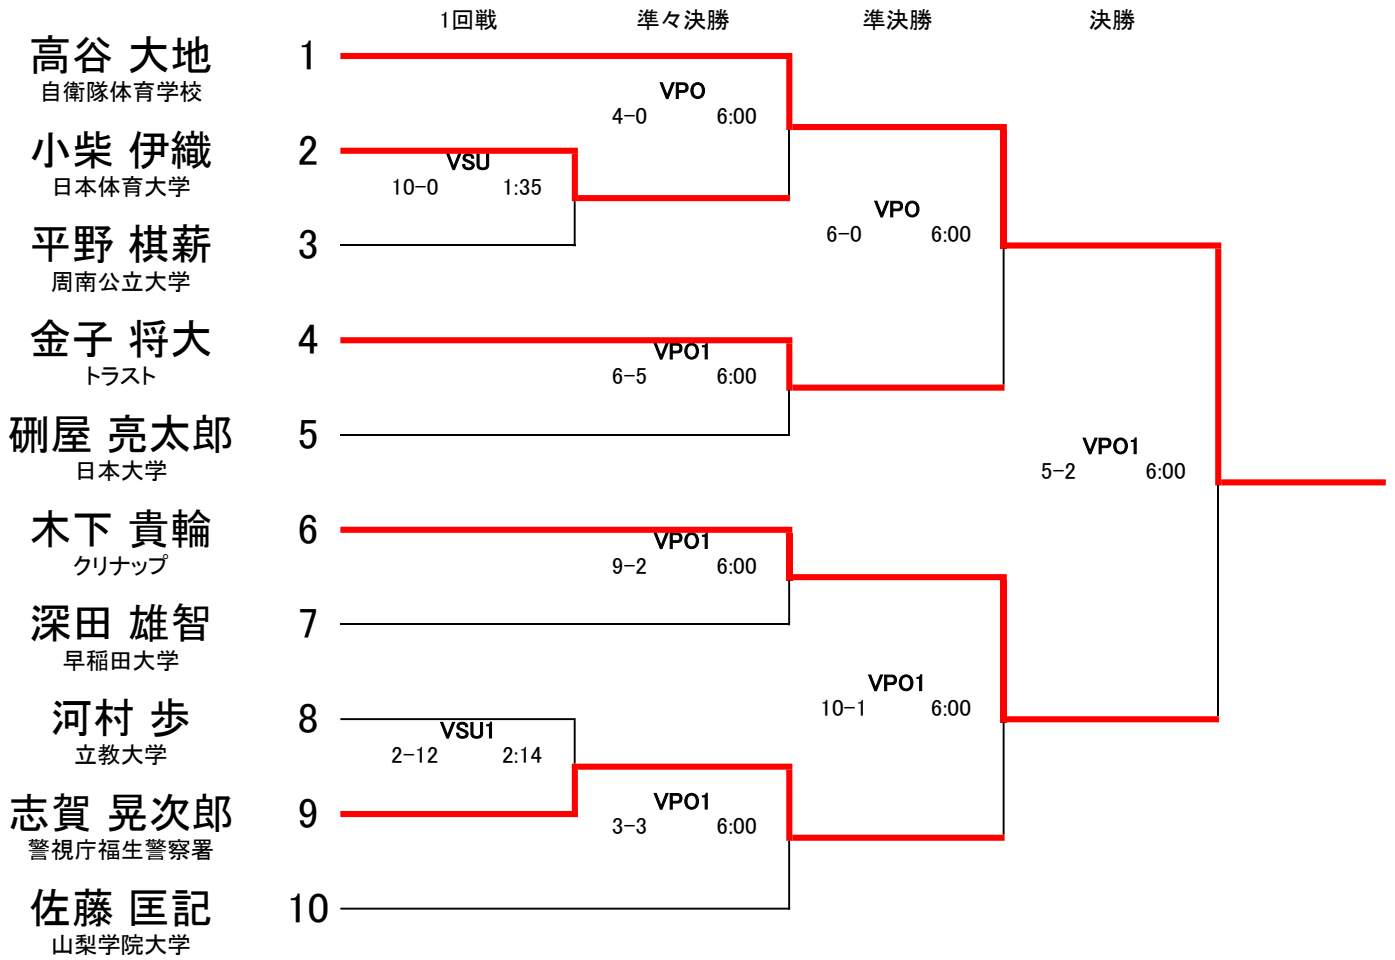 1回戦 準々決勝 準決勝 決勝
高谷 大地 1
自衛隊体育学校
VPO
4-0 6:00
小柴 伊織 2
日本体育大学
VSU
10-0 1:35
VPO
6-0 6:00
平野 棋薪 3
周南公立大学
金子 将大 4
トラスト
VPO1
6-5 6:00
硎屋 亮太郎 5
日本大学
VPO1
5-2 6:00
木下 貴輪 6
クリナップ
VPO1
9-2 6:00
深田 雄智 7
早稲田大学
VPO1
10-1 6:00
河村 歩 8
立教大学
VSU1
2-12 2:14
志賀 晃次郎 9
警視庁福生警察署
VPO1
3-3 6:00
佐藤 匡記 10
山梨学院大学